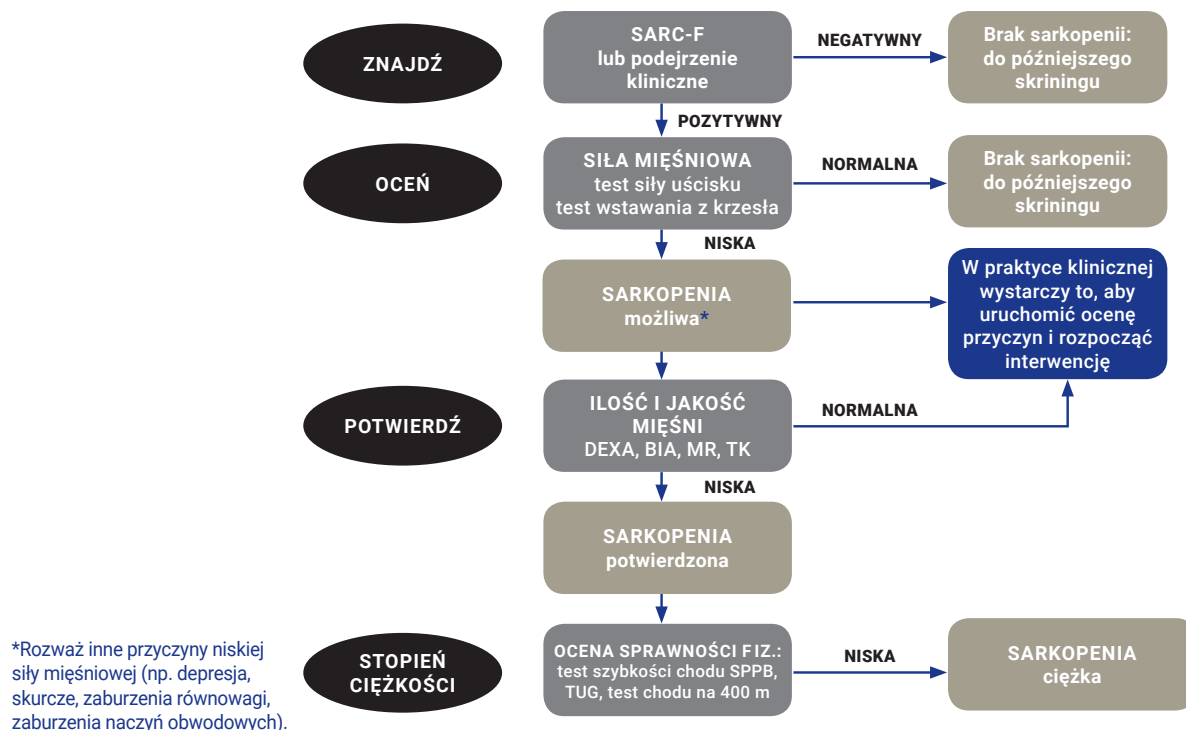 ZNAJDŹ
SARC-F
lub podejrzenie
kliniczne
NEGATYWNY
Brak sarkopenii:
do późniejszego
skriningu
POZYTYWNY
OCEŃ
SIŁA MIĘŚNIOWA
test siły uścisku
test wstawania z krzesła
NORMALNA
Brak sarkopenii:
do późniejszego
skriningu
NISKA
SARKOPENIA
możliwa*
W praktyce klinicznej
wystarczy to, aby
uruchomić ocenę
przyczyn i rozpocząć
interwencję
POTWIERDŹ
ILOŚĆ I JAKOŚĆ
MIĘŚNI
DEXA, BIA, MR, TK
NORMALNA
NISKA
SARKOPENIA
potwierdzona
STOPIEŃ
CIĘŻKOŚCI
OCENA SPRAWNOŚCI FIZ.:
test szybkości chodu SPPB,
TUG, test chodu na 400 m
NISKA
SARKOPENIA
ciężka
*Rozważ inne przyczyny niskiej
siły mięśniowej (np. depresja,
skurcze, zaburzenia równowagi,
zaburzenia naczyń obwodowych).